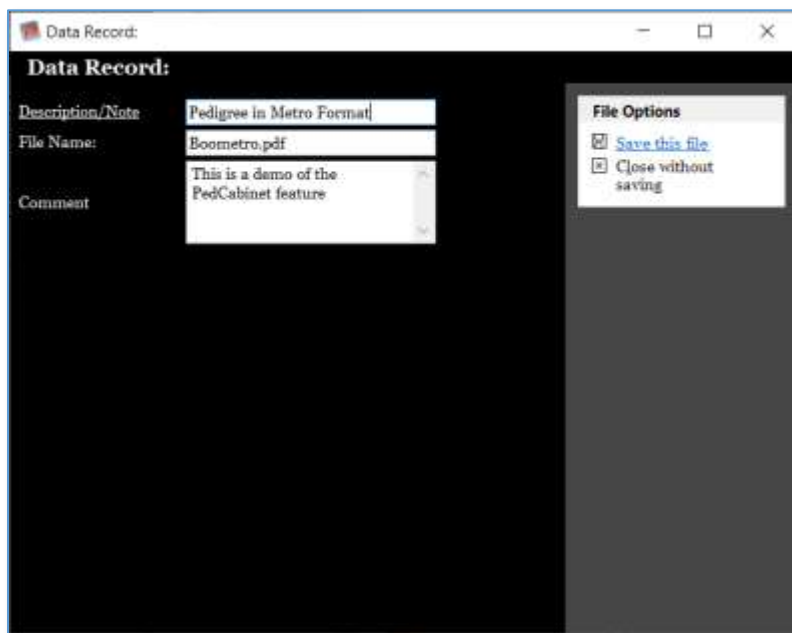 Data Record:
Data Record:
Description/Note
Pedigree in Metro Format
File Name:
Boometro.pdf
Comment
This is a demo of the
PedCabinet feature
File Options
Save this file
Close without
saving